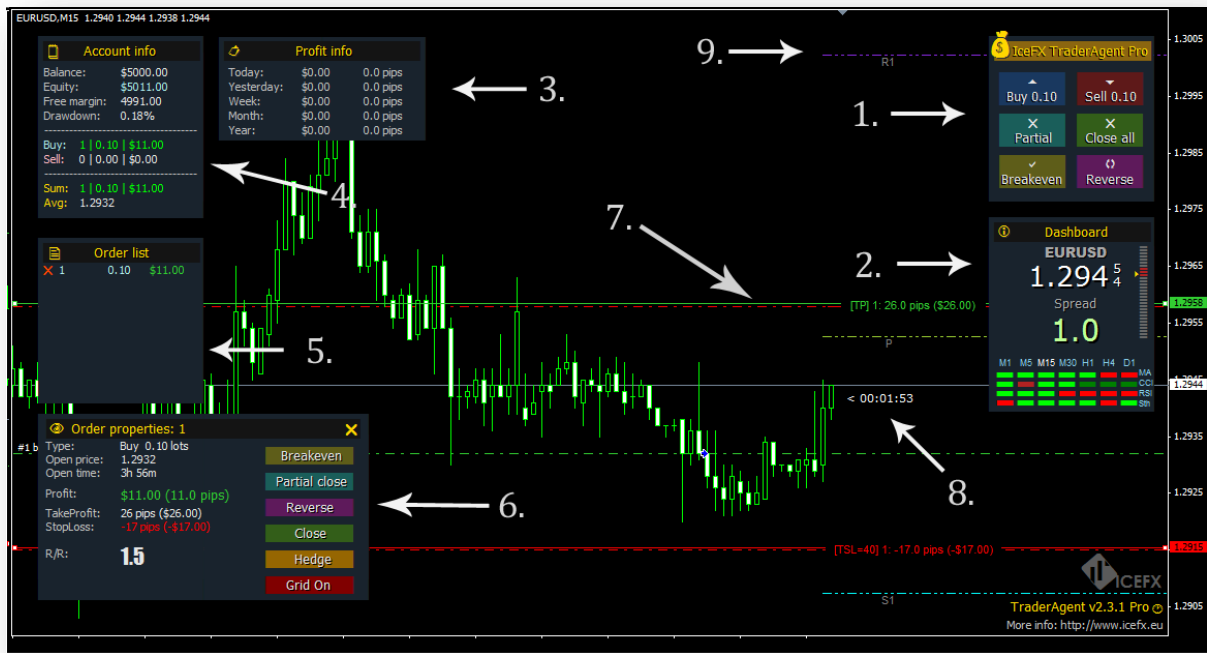 EURUSD,M15 1.2940 1.2944 1.2938 1.2944
Account info
Balance: $5000.00
Equity: $5011.00
Free margin: 4991.00
Drawdown: 0.18%
Buy: 1 | 0.10 | $11.00
Sell: 0 | 0.00 | $0.00
Sum: 1 | 0.10 | $11.00
Avg: 1.2932
Profit info
Today: $0.00 0.0 pips
Yesterday: $0.00 0.0 pips
Week: $0.00 0.0 pips
Month: $0.00 0.0 pips
Year: $0.00 0.0 pips
3.
4.
Order list
X 1 0.10 $11.00
5.
#1 b
Order properties: 1 X
Type: Buy 0.10 lots
Open price: 1.2932
Open time: 3h 56m
Profit: $11.00 (11.0 pips)
TakeProfit: 26 pips ($26.00)
StopLoss: -17 pips (-$17.00)
R/R: 1.5
Breakeven
Partial close
Reverse
Close
Hedge
Grid On
6.
9.
R1
1.
IceFX TraderAgent Pro
Buy 0.10 Sell 0.10
Partial Close all
Breakeven Reverse
7.
2.
Dashboard
EURUSD
1.294 5 4
Spread
1.0
M1 M5 M15 M30 H1 H4 D1
MA
CCI
RSI
Sth
[TP] 1: 26.0 pips ($26.00)
P
< 00:01:53
8.
[TSL=40] 1: -17.0 pips (-$17.00)
S1
ICEFX
TraderAgent v2.3.1 Pro
More info: http://www.icefx.eu
1.3005
1.2995
1.2985
1.2975
1.2965
1.2958
1.2955
1.2945
1.2944
1.2935
1.2925
1.2915
1.2905